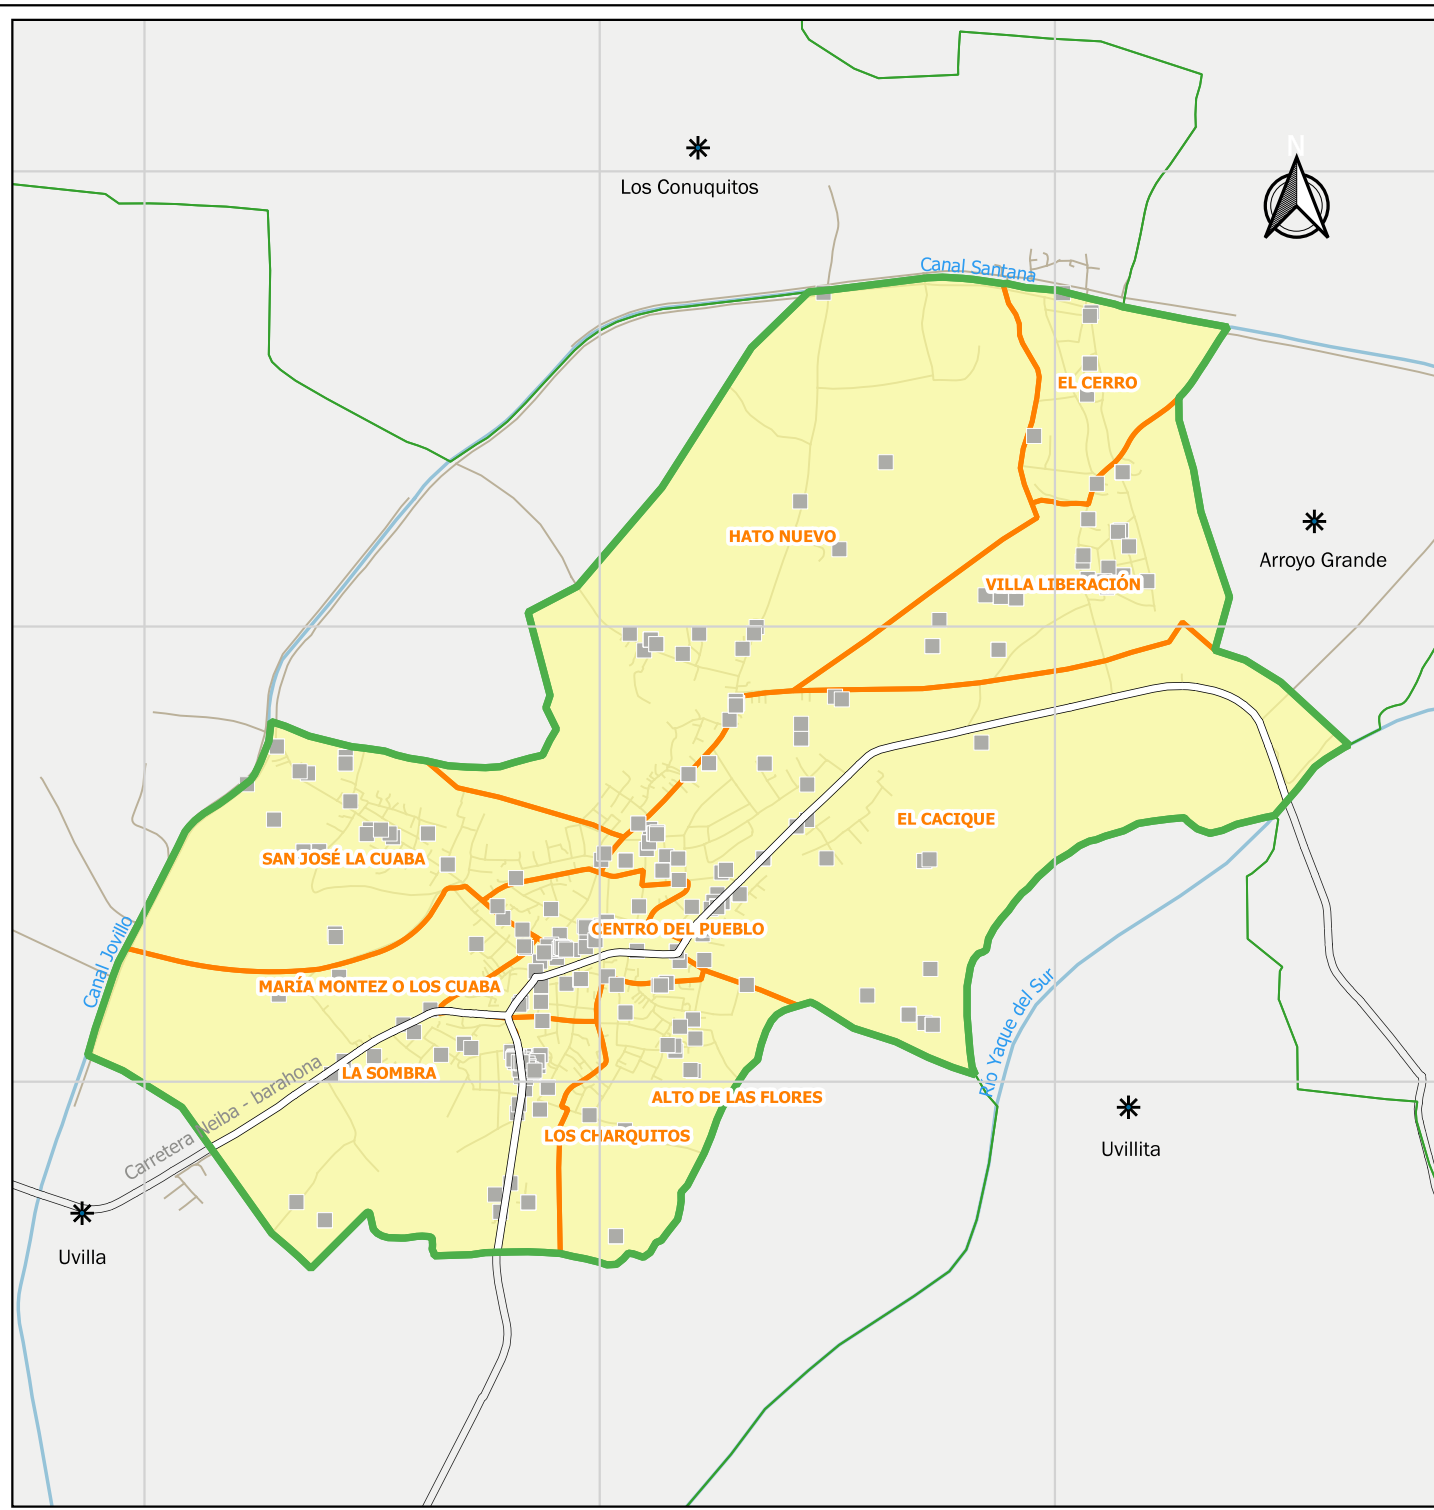 N
Los Conuquitos
Canal Santana
EL CERRO
HATO NUEVO
Arroyo Grande
VILLA LIBERACIÓN
EL CACIQUE
SAN JOSÉ LA CUABA
CENTRO DEL PUEBLO
Canal Jovillo
MARÍA MONTEZ O LOS CUABA
Río Yaque del Sur
LA SOMBRA
ALTO DE LAS FLORES
Carretera Neiba - barahona
LOS CHARQUITOS
Uvillita
Uvilla